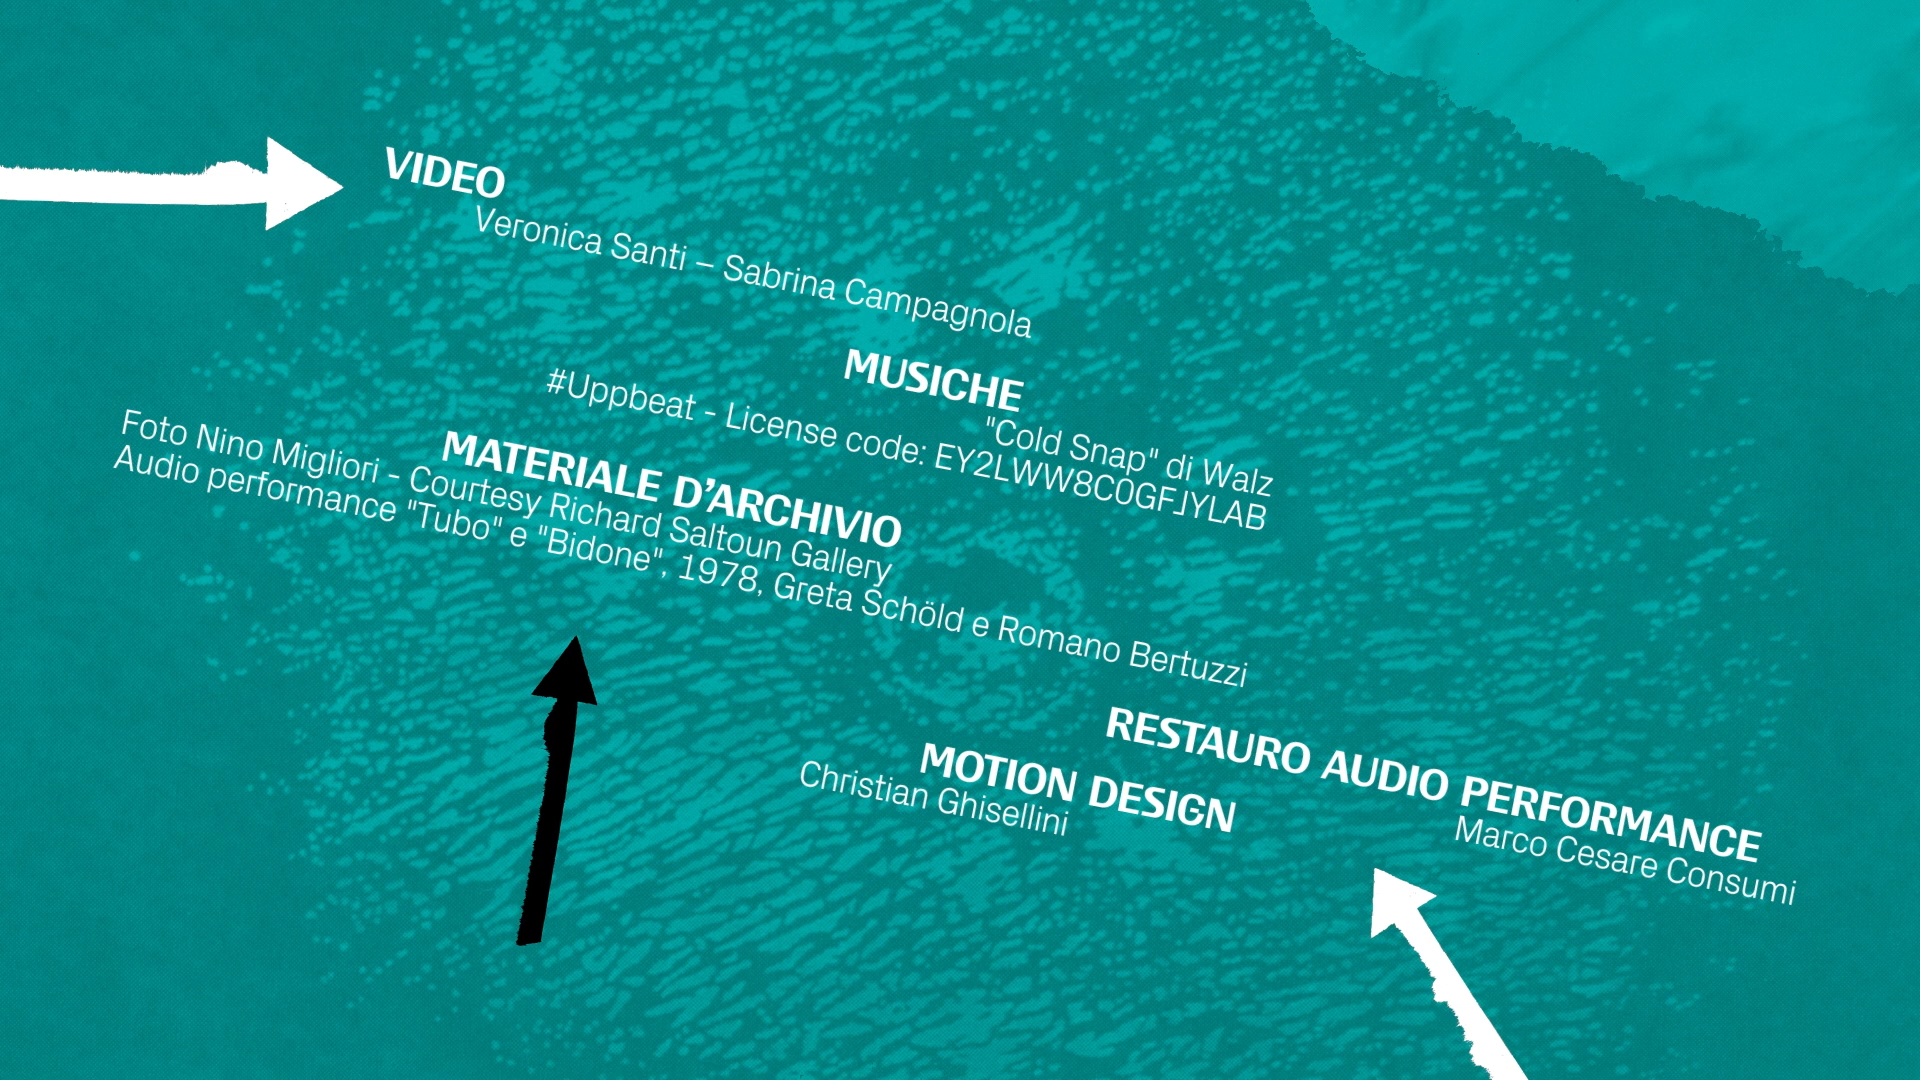 VIDEO
Veronica Santi – Sabrina Campagnola
MUSICHE
"Cold Snap" di Walz
#Uppbeat - License code: EY2LWW8C0GFJYLAB
MATERIALE D’ARCHIVIO
Foto Nino Migliori - Courtesy Richard Saltoun Gallery
Audio performance "Tubo" e "Bidone", 1978, Greta Schöld e Romano Bertuzzi
RESTAURO AUDIO PERFORMANCE
Marco Cesare Consumi
MOTION DESIGN
Christian Ghisellini